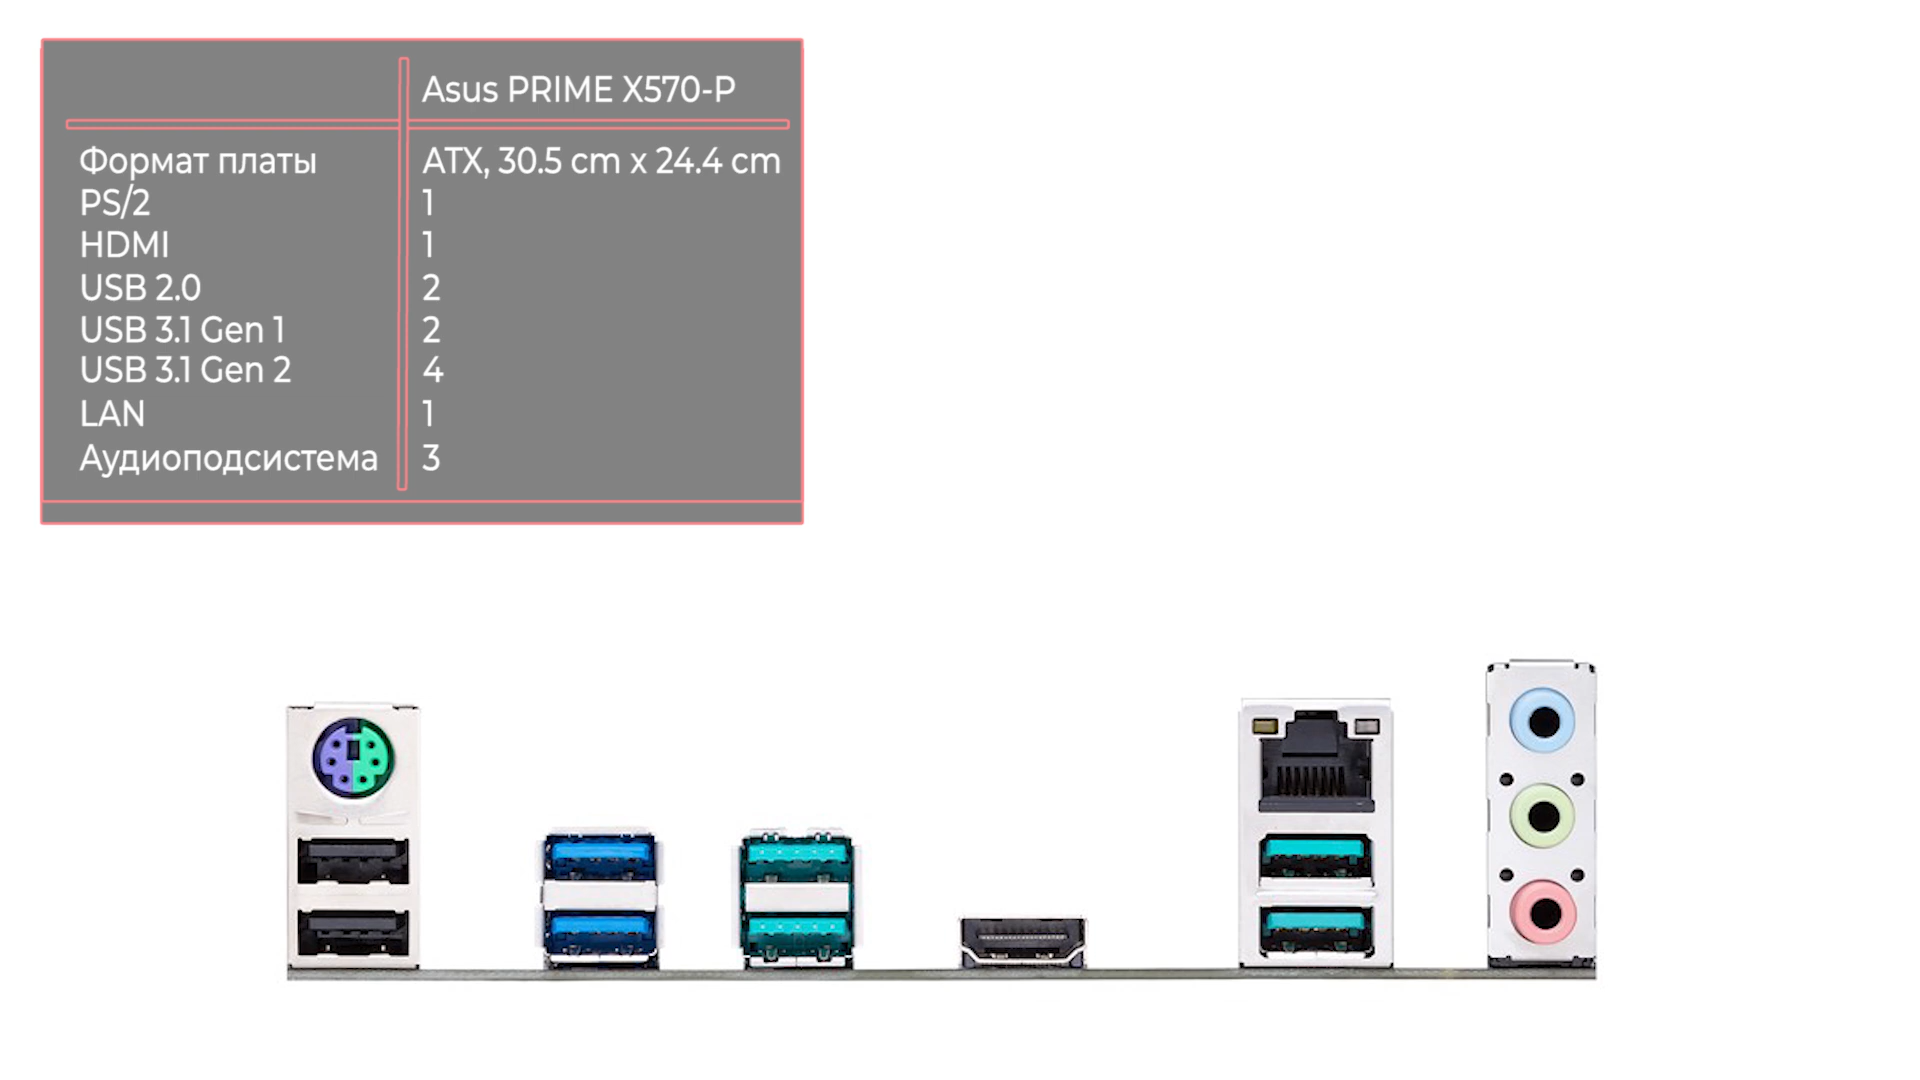 Asus PRIME X570-P
Формат платы ATX, 30.5 cm x 24.4 cm
PS/2 1
HDMI 1
USB 2.0 2
USB 3.1 Gen 1 2
USB 3.1 Gen 2 4
LAN 1
Аудиоподсистема 3